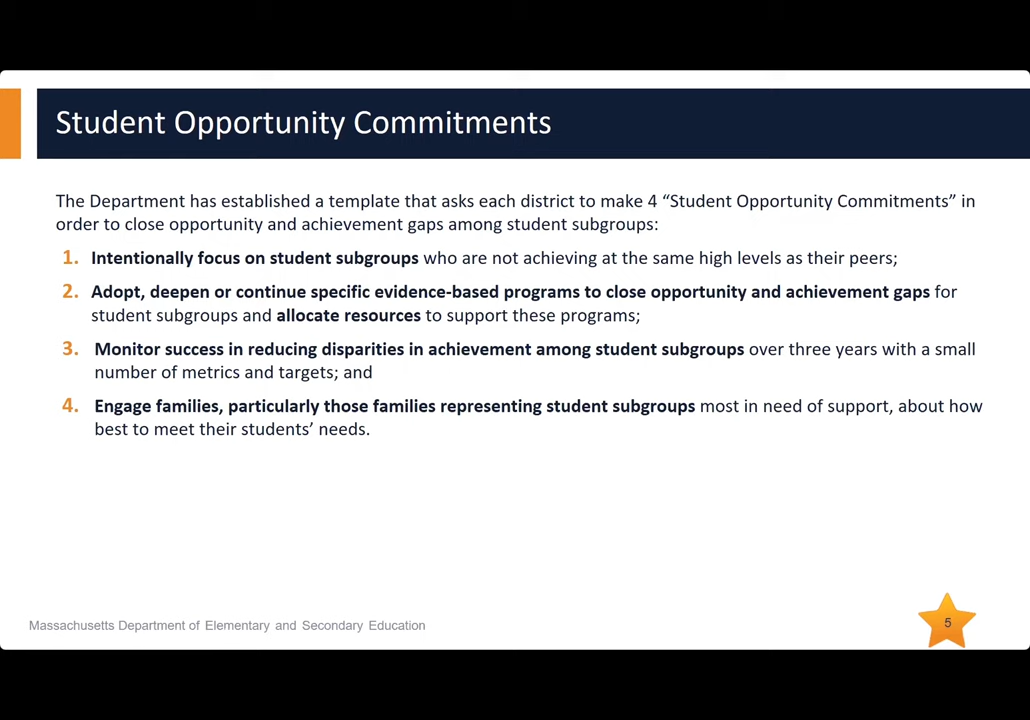 Student Opportunity Commitments
The Department has established a template that asks each district to make 4 “Student Opportunity Commitments” in
order to close opportunity and achievement gaps among student subgroups:
1. Intentionally focus on student subgroups who are not achieving at the same high levels as their peers;
2. Adopt, deepen or continue specific evidence-based programs to close opportunity and achievement gaps for
student subgroups and allocate resources to support these programs;
3. Monitor success in reducing disparities in achievement among student subgroups over three years with a small
number of metrics and targets; and
4. Engage families, particularly those families representing student subgroups most in need of support, about how
best to meet their students’ needs.
Massachusetts Department of Elementary and Secondary Education
5